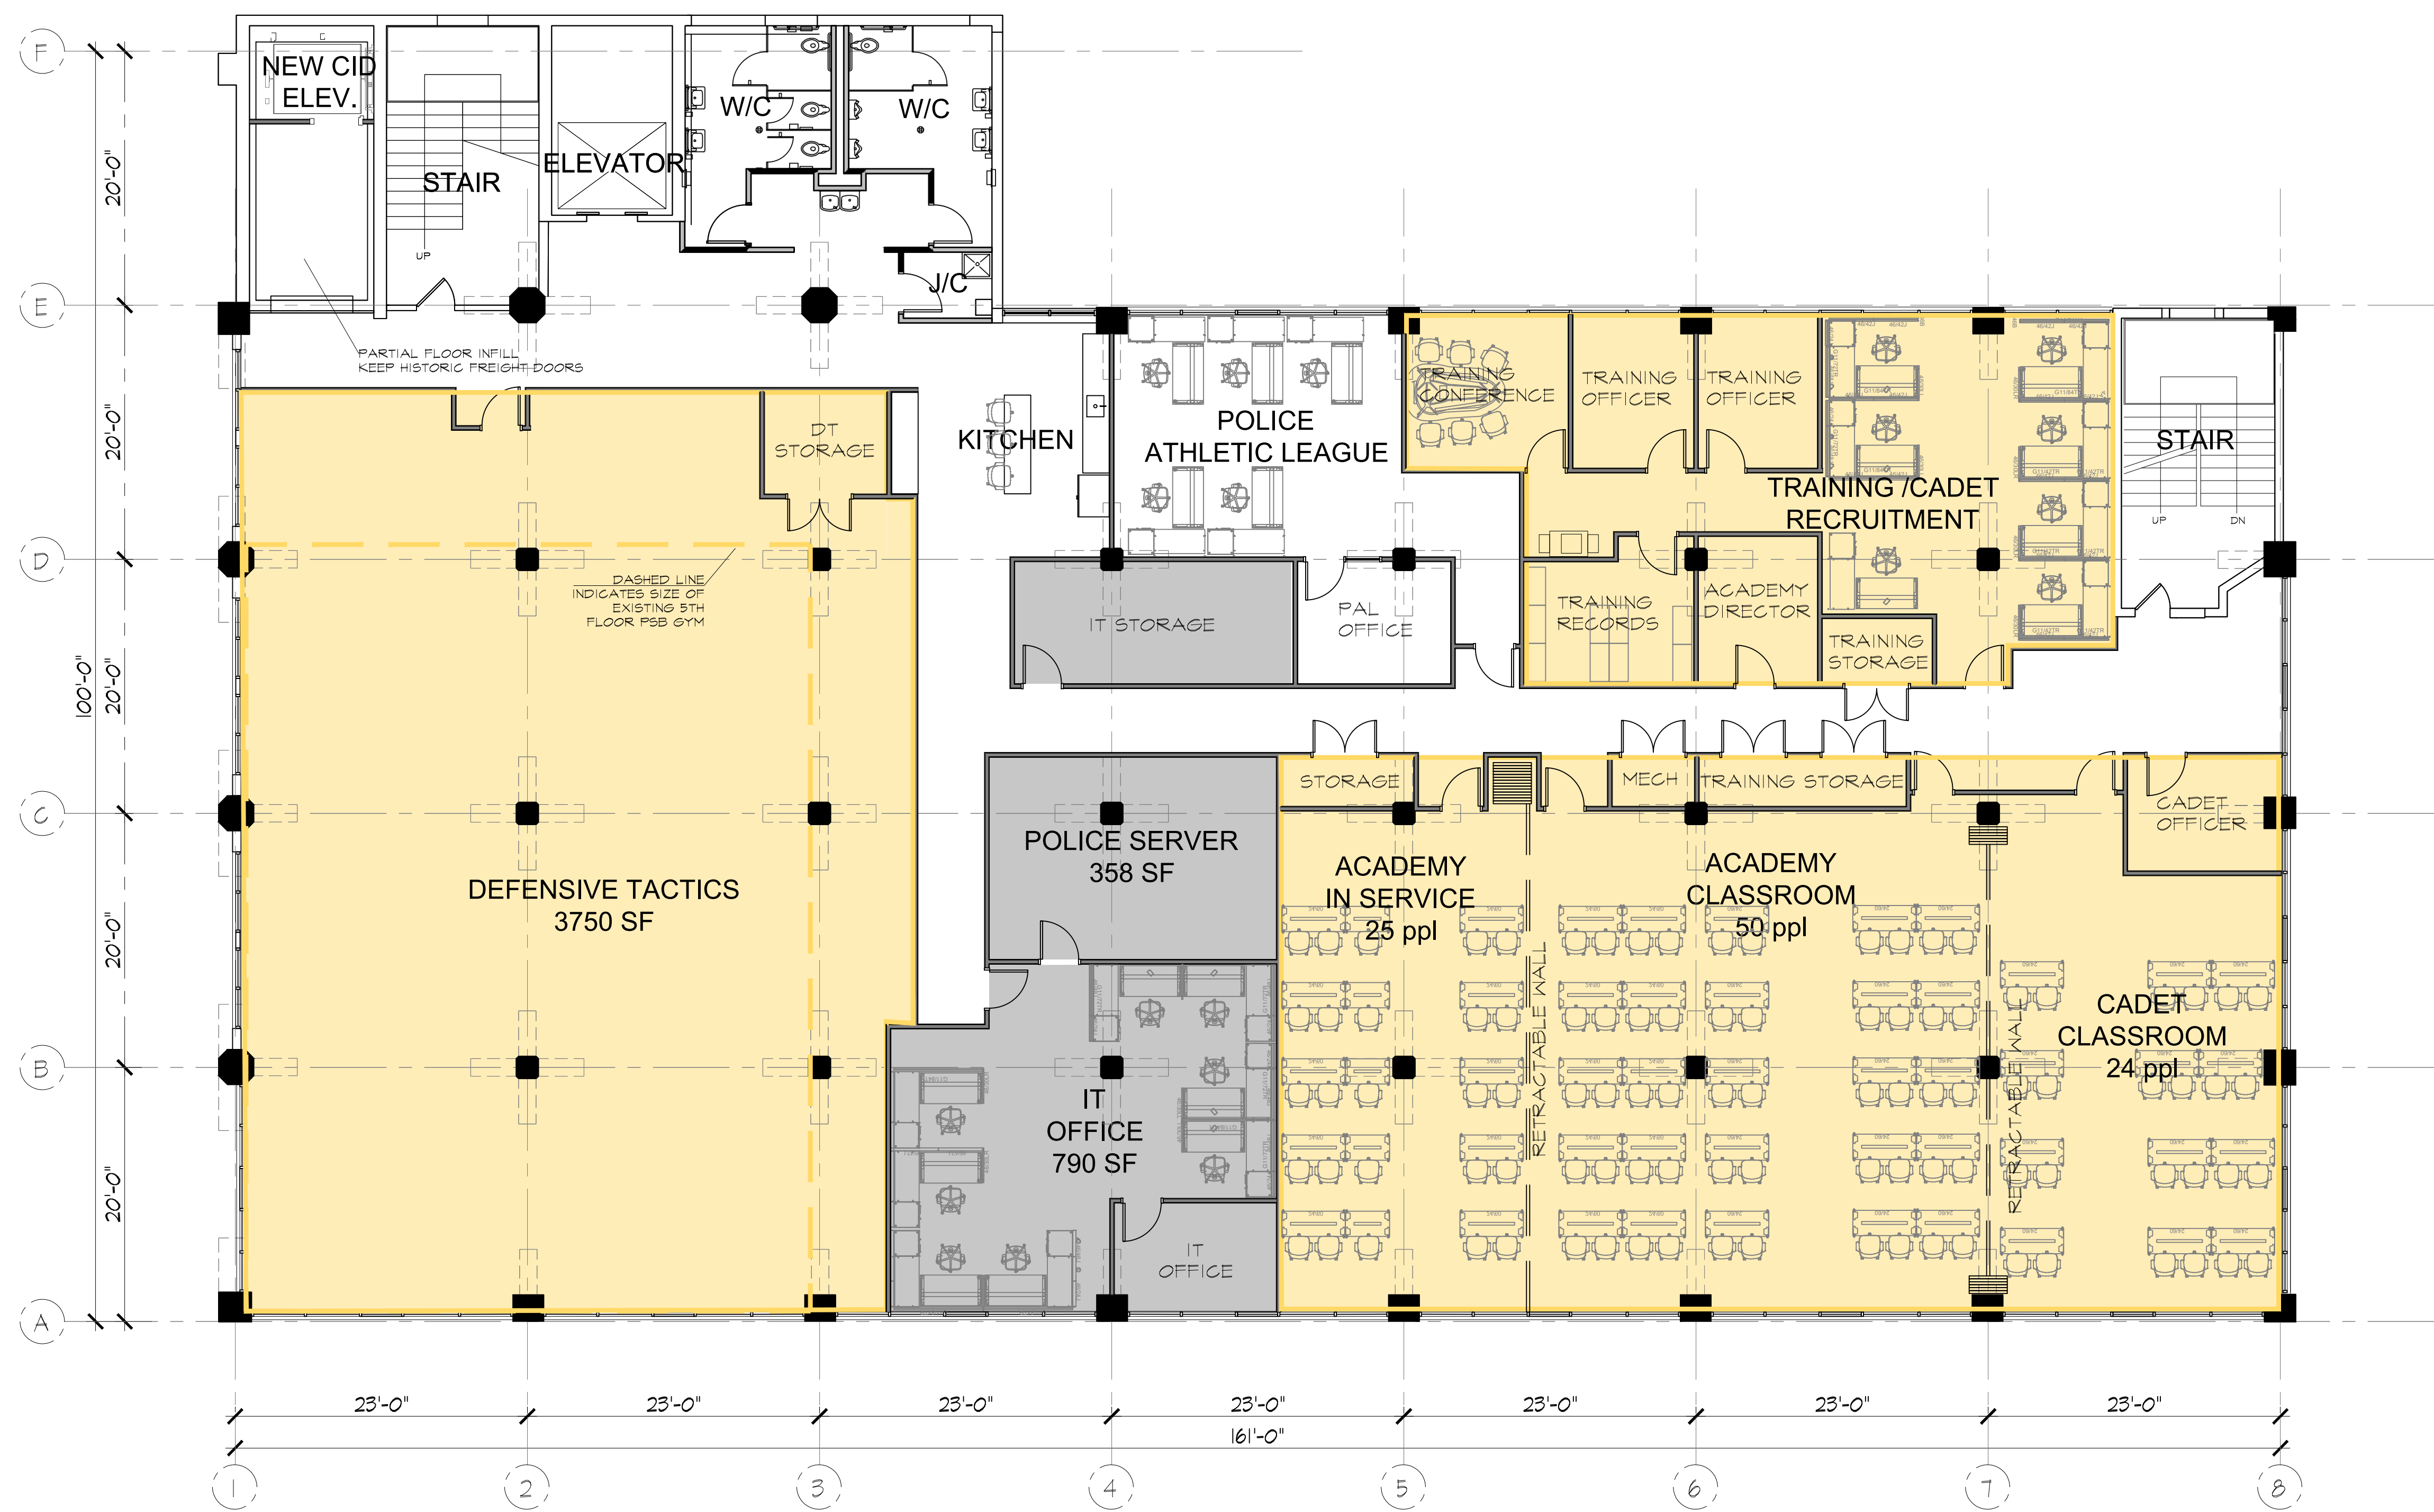 F
NEW CID
ELEV.
STAIR
UP
ELEVATOR
W/C
W/C
J/C
20'-0"
E
PARTIAL FLOOR INFILL
KEEP HISTORIC FREIGHT DOORS
DT
STORAGE
KITCHEN
POLICE
ATHLETIC LEAGUE
TRAINING
CONFERENCE
TRAINING
OFFICER
TRAINING
OFFICER
TRAINING /CADET
RECRUITMENT
STAIR
UP
DN
20'-0"
D
DASHED LINE
INDICATES SIZE OF
EXISTING 5TH
FLOOR PSB GYM
IT STORAGE
PAL
OFFICE
TRAINING
RECORDS
ACADEMY
DIRECTOR
TRAINING
STORAGE
100'-0"
20'-0"
STORAGE
MECH
TRAINING STORAGE
CADET
OFFICER
C
POLICE SERVER
358 SF
DEFENSIVE TACTICS
3750 SF
ACADEMY
IN SERVICE
25 ppl
ACADEMY
CLASSROOM
50 ppl
RETRACTABLE WALL
RETRACTABLE WALL
CADET
CLASSROOM
24 ppl
20'-0"
B
IT
OFFICE
790 SF
IT
OFFICE
20'-0"
A
23'-0"
23'-0"
23'-0"
23'-0"
23'-0"
23'-0"
23'-0"
161'-0"
1
2
3
4
5
6
7
8